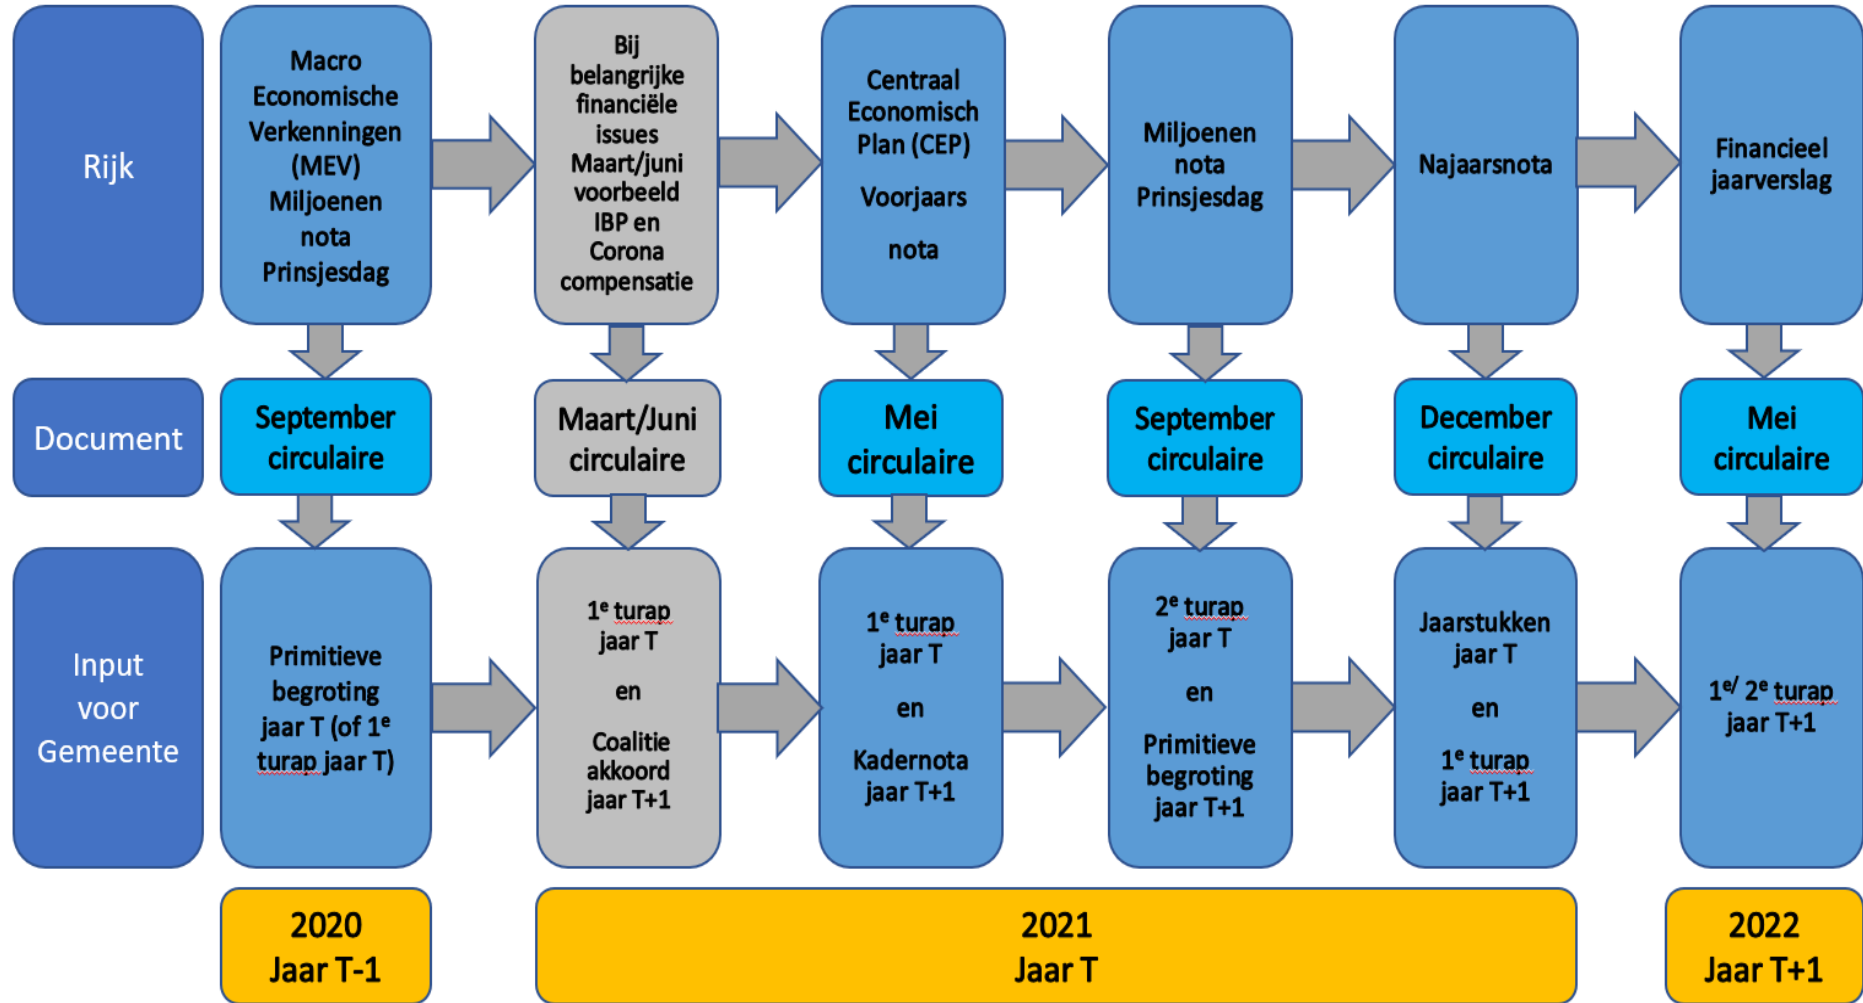 Rijk
Macro
Economische
Verkenningen
(MEV)
Miljoenen
nota
Prinsjesdag
Bij
belangrijke
financiële
issues
Maart/juni
voorbeeld
IBP en
Corona
compensatie
Centraal
Economisch
Plan (CEP)
Voorjaars
nota
Miljoenen
nota
Prinsjesdag
Najaarsnota
Financieel
jaarverslag
Document
September
circulaire
Maart/Juni
circulaire
Mei
circulaire
September
circulaire
December
circulaire
Mei
circulaire
Input
voor
Gemeente
Primitieve
begroting
jaar T (of 1e
turap jaar T)
1e turap
jaar T
en
Coalitie
akkoord
jaar T+1
1e turap
jaar T
en
Kadernota
jaar T+1
2e turap
jaar T
en
Primitieve
begroting
jaar T+1
Jaarstukken
jaar T
en
1e turap
jaar T+1
1e/ 2e turap
jaar T+1
2020
Jaar T-1
2021
Jaar T
2022
Jaar T+1